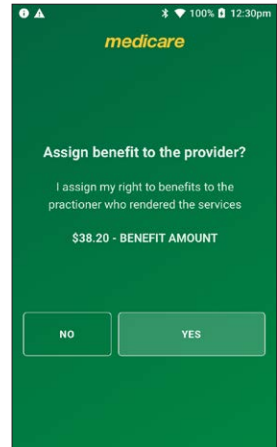 100% 12:30pm
medicare
Assign benefit to the provider?
I assign my right to benefits to the
practioner who rendered the services
$38.20 - BENEFIT AMOUNT
NO YES